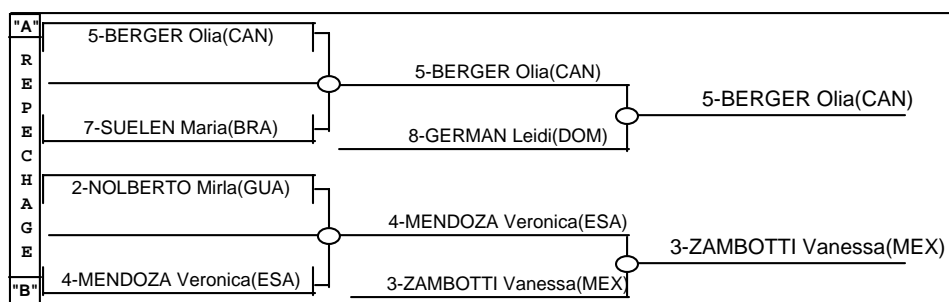 "A"
5-BERGER Olia(CAN)
REPECHAGE
5-BERGER Olia(CAN)
5-BERGER Olia(CAN)
7-SUELEN Maria(BRA)
8-GERMAN Leidi(DOM)
2-NOLBERTO Mirla(GUA)
4-MENDOZA Veronica(ESA)
3-ZAMBOTTI Vanessa(MEX)
4-MENDOZA Veronica(ESA)
3-ZAMBOTTI Vanessa(MEX)
"B"